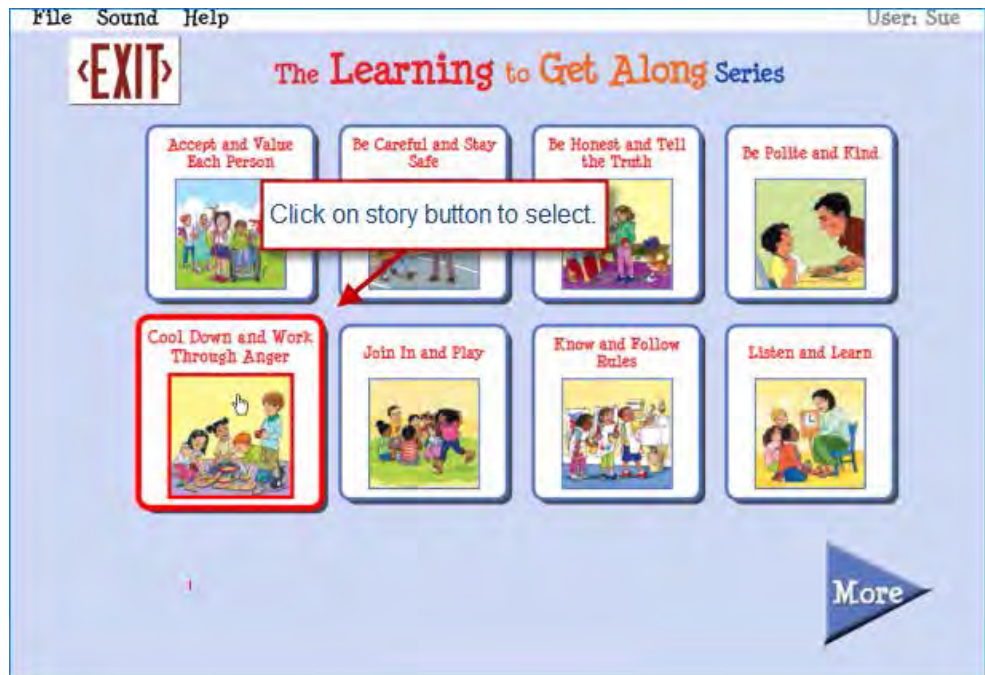 File Sound Help User: Sue
<EXIT>
The Learning to Get Along Series
Accept and Value
Each Person
Be Careful and Stay
Safe
Be Honest and Tell
the Truth
Be Polite and Kind
Click on story button to select.
Cool Down and Work
Through Anger
Join In and Play
Know and Follow
Rules
Listen and Learn
More